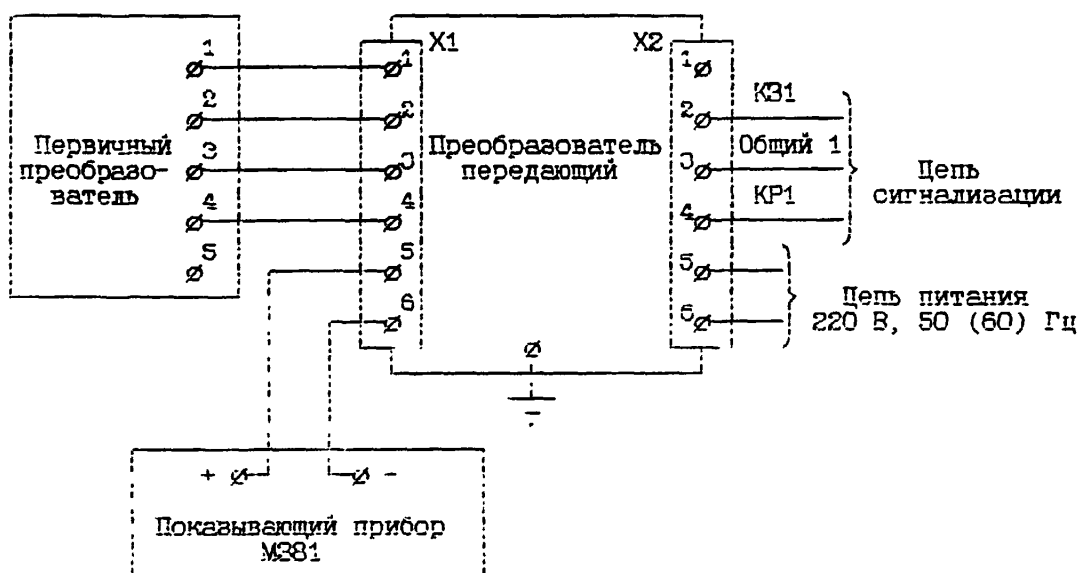 X1
X2
1
2
3
4
5
Первичный
преобразо-
ватель
1
2
3
4
5
6
Преобразователь
передающий
1
2
3
4
5
6
КЗ1
Общий 1
КР1
Цепь
сигнализации
Цепь питания
220 В, 50 (60) Гц
+
-
Показывающий прибор
М381